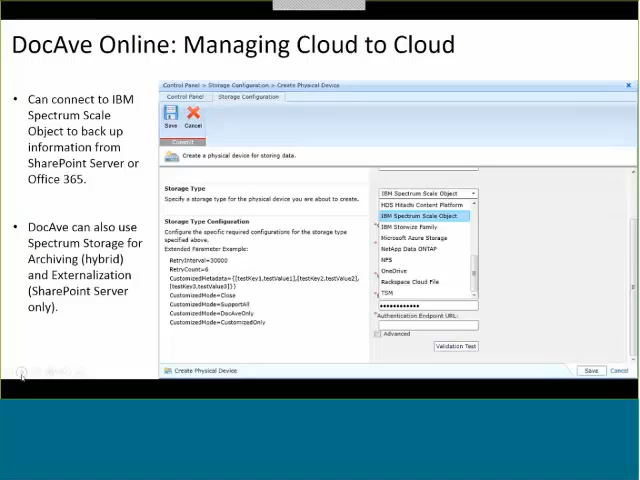 DocAve Online: Managing Cloud to Cloud
• Can connect to IBM
Spectrum Scale
Object to back up
information from
SharePoint Server or
Office 365.
• DocAve can also use
Spectrum Storage for
Archiving (hybrid)
and Externalization
(SharePoint Server
only).
Control Panel > Storage Configuration > Create Physical Device
Control Panel Storage Configuration
Save Cancel
Commit
Create a physical device for storing data.
Storage Type
Specify a storage type for the physical device you are about to create.
Storage Type Configuration
Configure the specific required configurations for the storage type
specified above.
Extended Parameter Example:
RetryInterval=30000
RetryCount=6
CustomizedMetadata={[testKey1,testValue1],[testKey2,testValue2],
[testKey3,testValue3]}
CustomizedMode=Close
CustomizedMode=SupportAll
CustomizedMode=DocAveOnly
CustomizedMode=CustomizedOnly
IBM Spectrum Scale Object
HDS Hitachi Content Platform
IBM Spectrum Scale Object
IBM Storwize Family
Microsoft Azure Storage
NetApp Data ONTAP
NFS
OneDrive
Rackspace Cloud File
TSM
••••••••••••
*Authentication Endpoint URL:
Advanced
Validation Test
Create Physical Device
Save Cancel